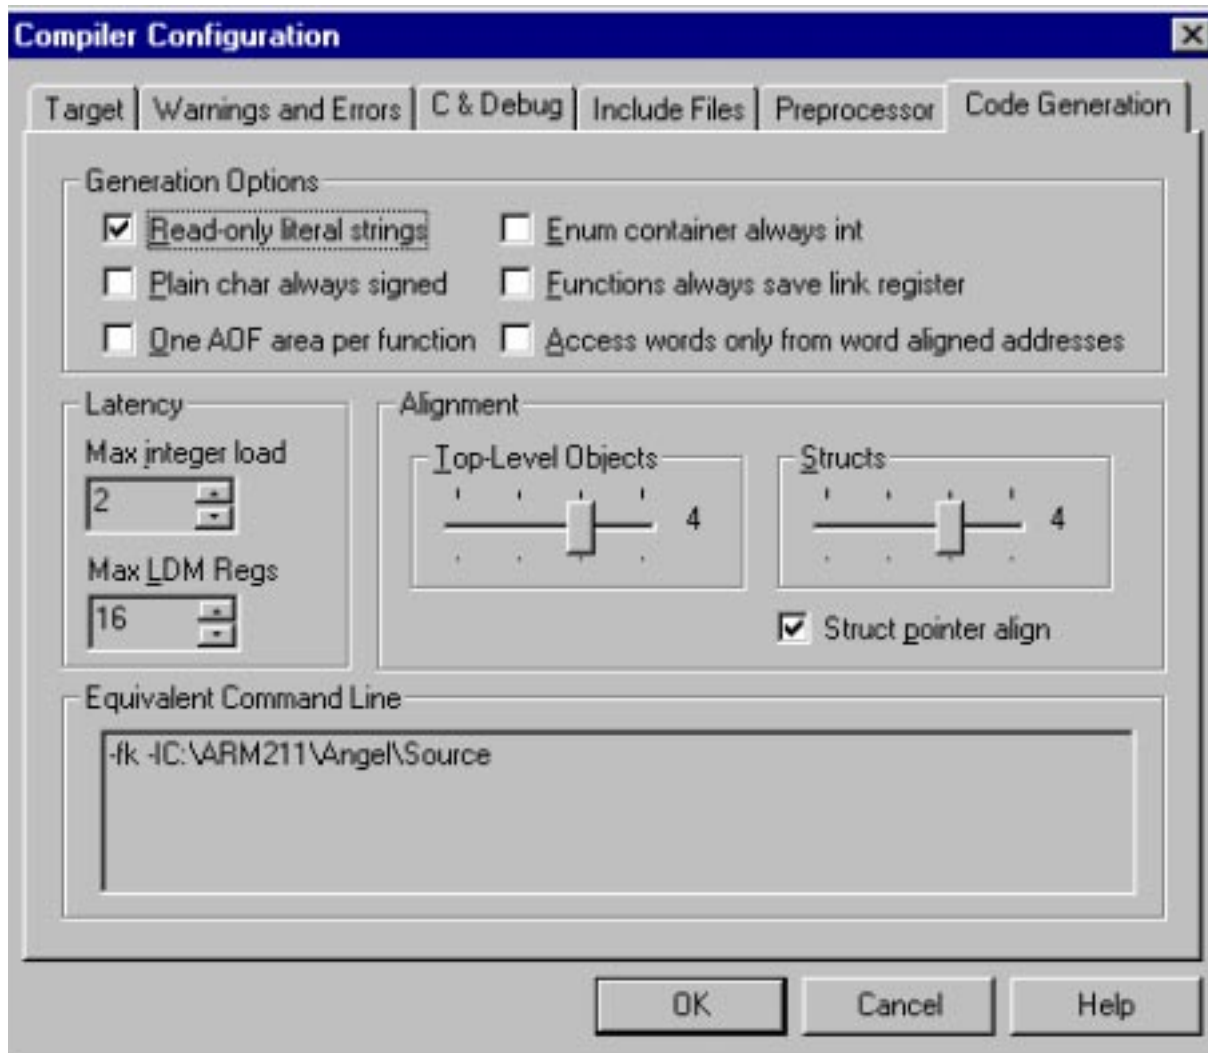 Compiler Configuration
Target Warnings and Errors C & Debug Include Files Preprocessor Code Generation
Generation Options
Read-only literal strings Enum container always int
Plain char always signed Functions always save link register
One AOF area per function Access words only from word aligned addresses
Latency Alignment
Max integer load Top-Level Objects Structs
2 4 4
Max LDM Regs
16 Struct pointer align
Equivalent Command Line
-fk -IC:\ARM211\Angel\Source
OK Cancel Help